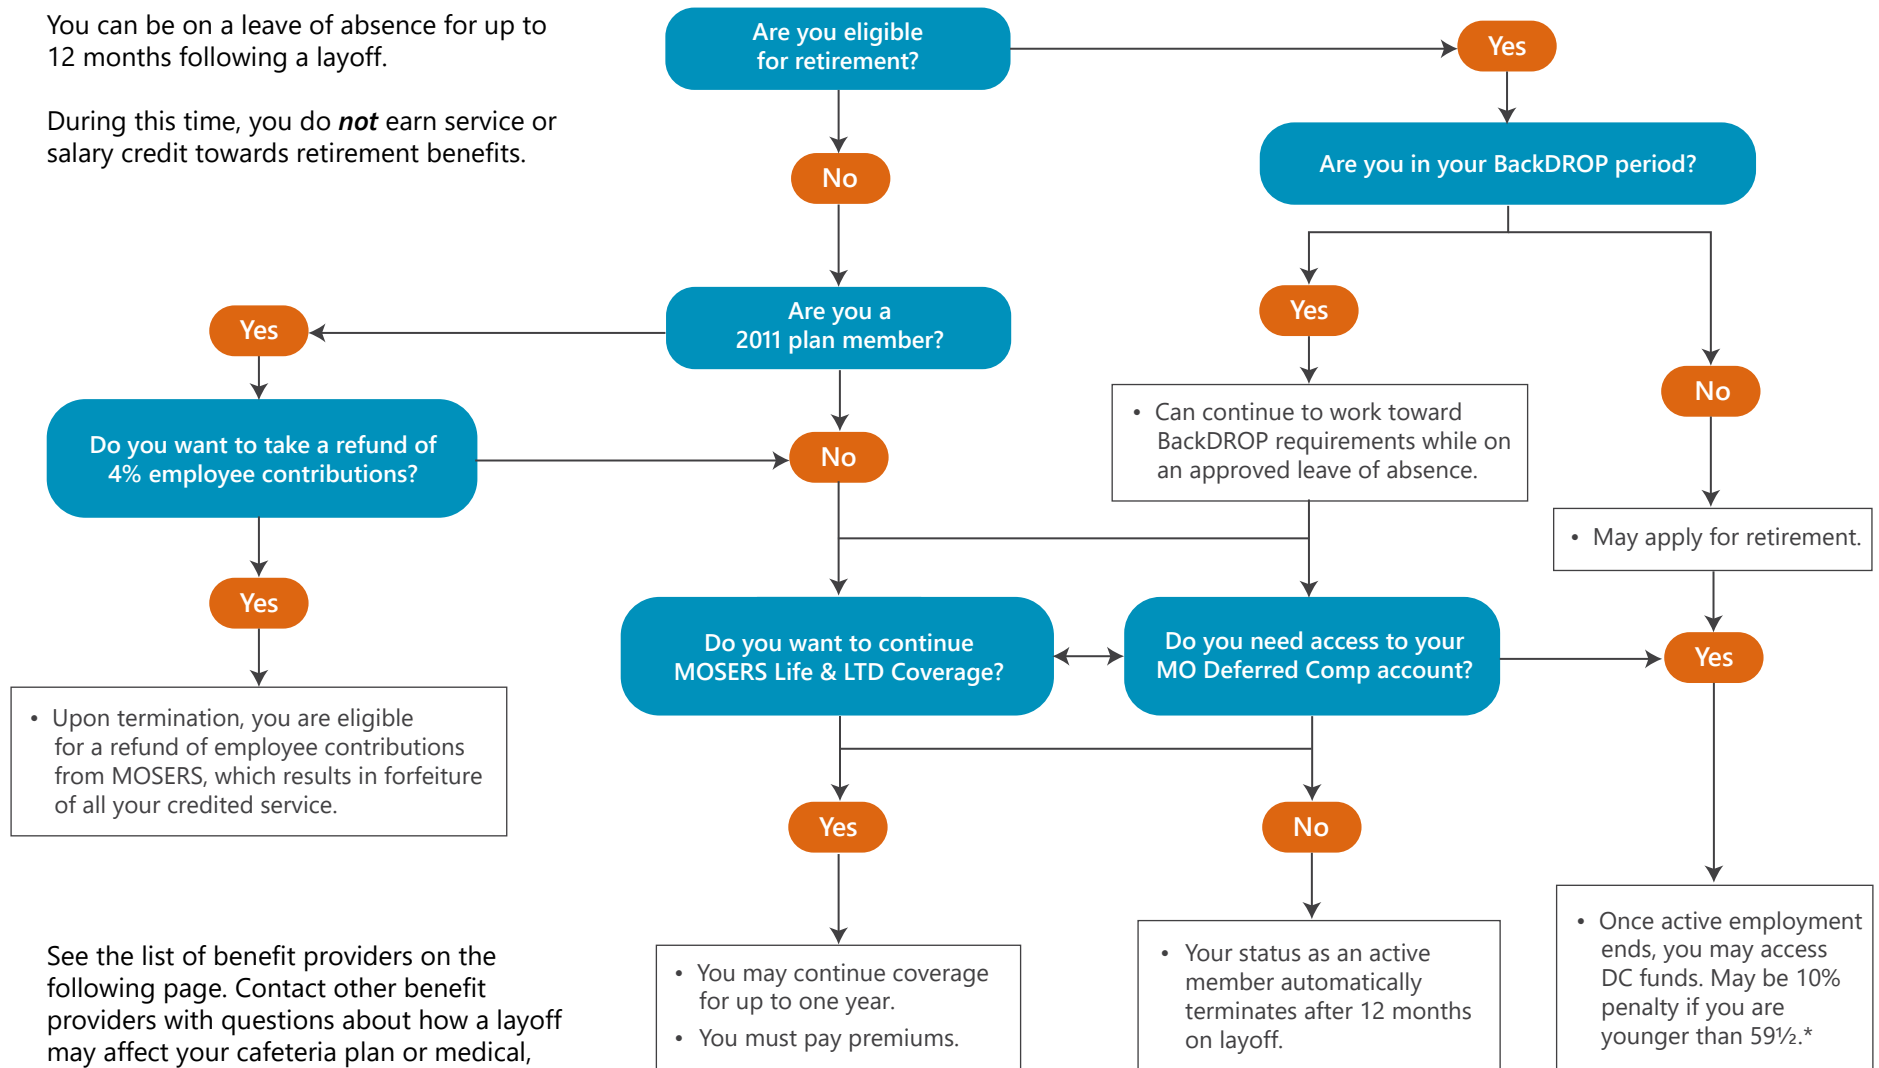 You can be on a leave of absence for up to
12 months following a layoff.
During this time, you do not earn service or
salary credit towards retirement benefits.
Are you eligible
for retirement?
Yes
No
Are you in your BackDROP period?
Are you a
2011 plan member?
Yes
Yes
No
Do you want to take a refund of
4% employee contributions?
No
• Can continue to work toward
BackDROP requirements while on
an approved leave of absence.
• May apply for retirement.
Yes
Do you want to continue
MOSERS Life & LTD Coverage?
Do you need access to your
MO Deferred Comp account?
Yes
• Upon termination, you are eligible
for a refund of employee contributions
from MOSERS, which results in forfeiture
of all your credited service.
Yes
No
See the list of benefit providers on the
following page. Contact other benefit
providers with questions about how a layoff
may affect your cafeteria plan or medical,
• You may continue coverage
for up to one year.
• You must pay premiums.
• Your status as an active
member automatically
terminates after 12 months
on layoff.
• Once active employment
ends, you may access
DC funds. May be 10%
penalty if you are
younger than 59½.*